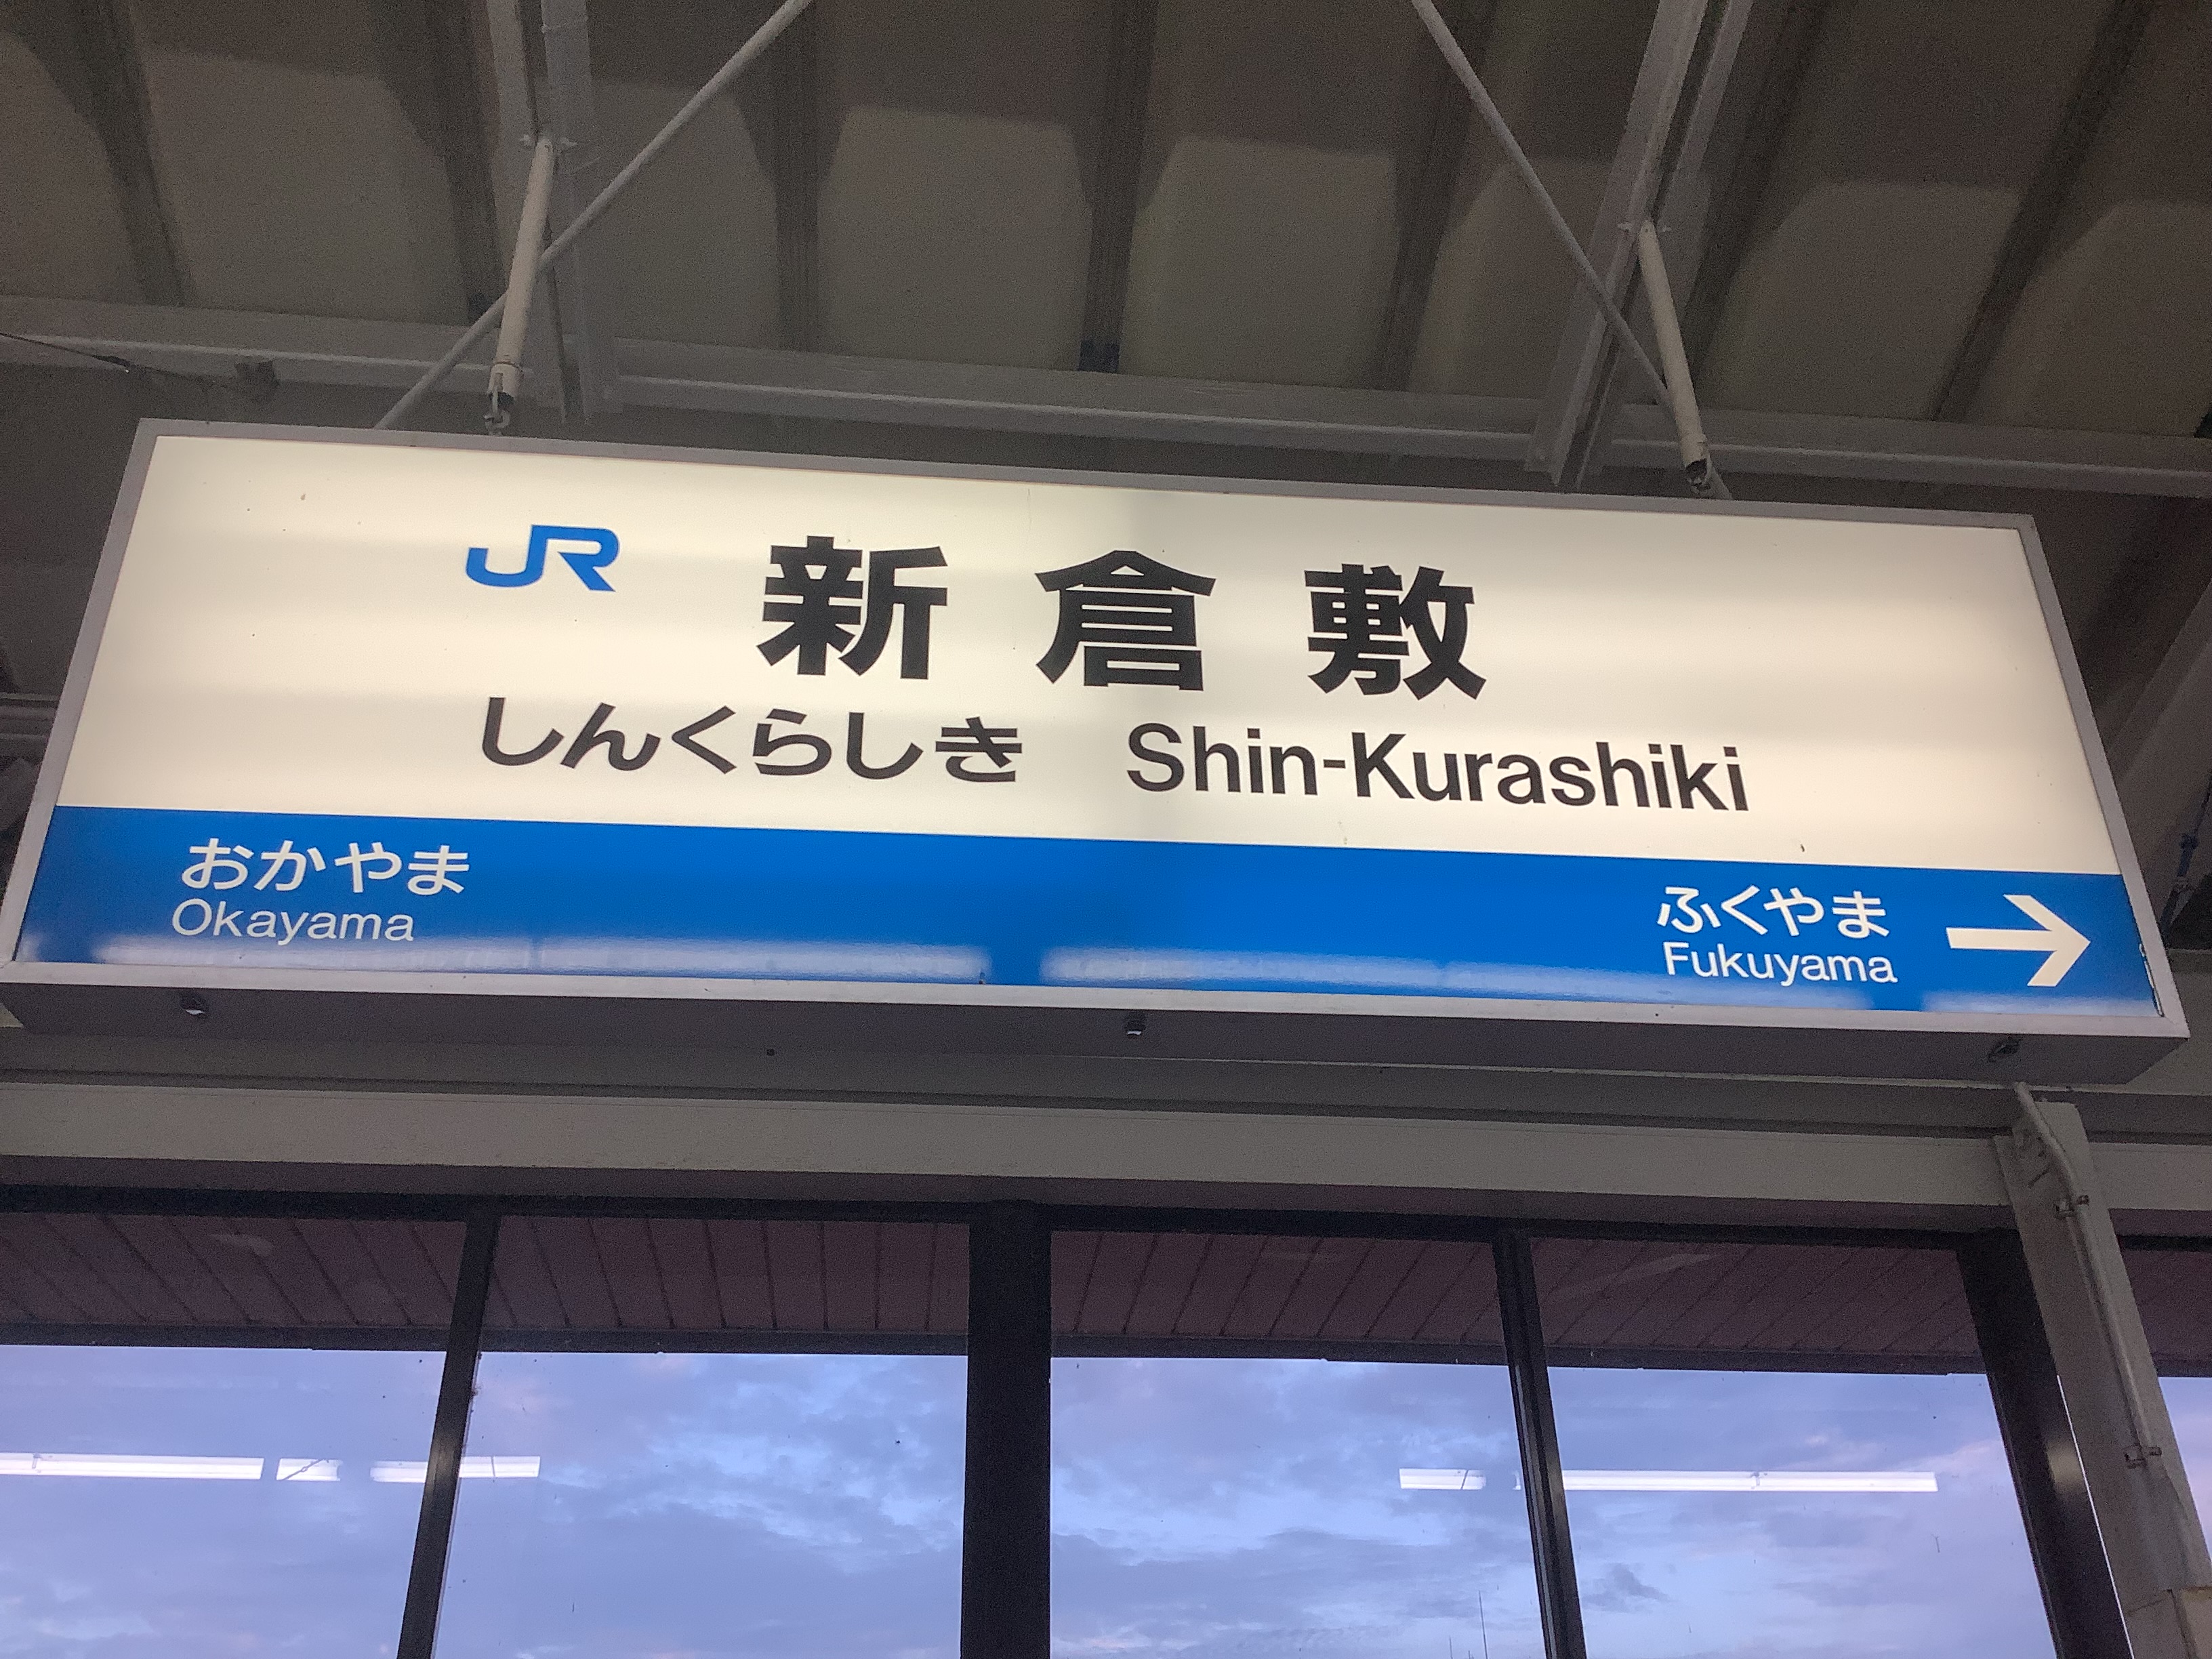 JR 新倉敷
しんくらしき Shin-Kurashiki
おかやま
Okayama
ふくやま →
Fukuyama